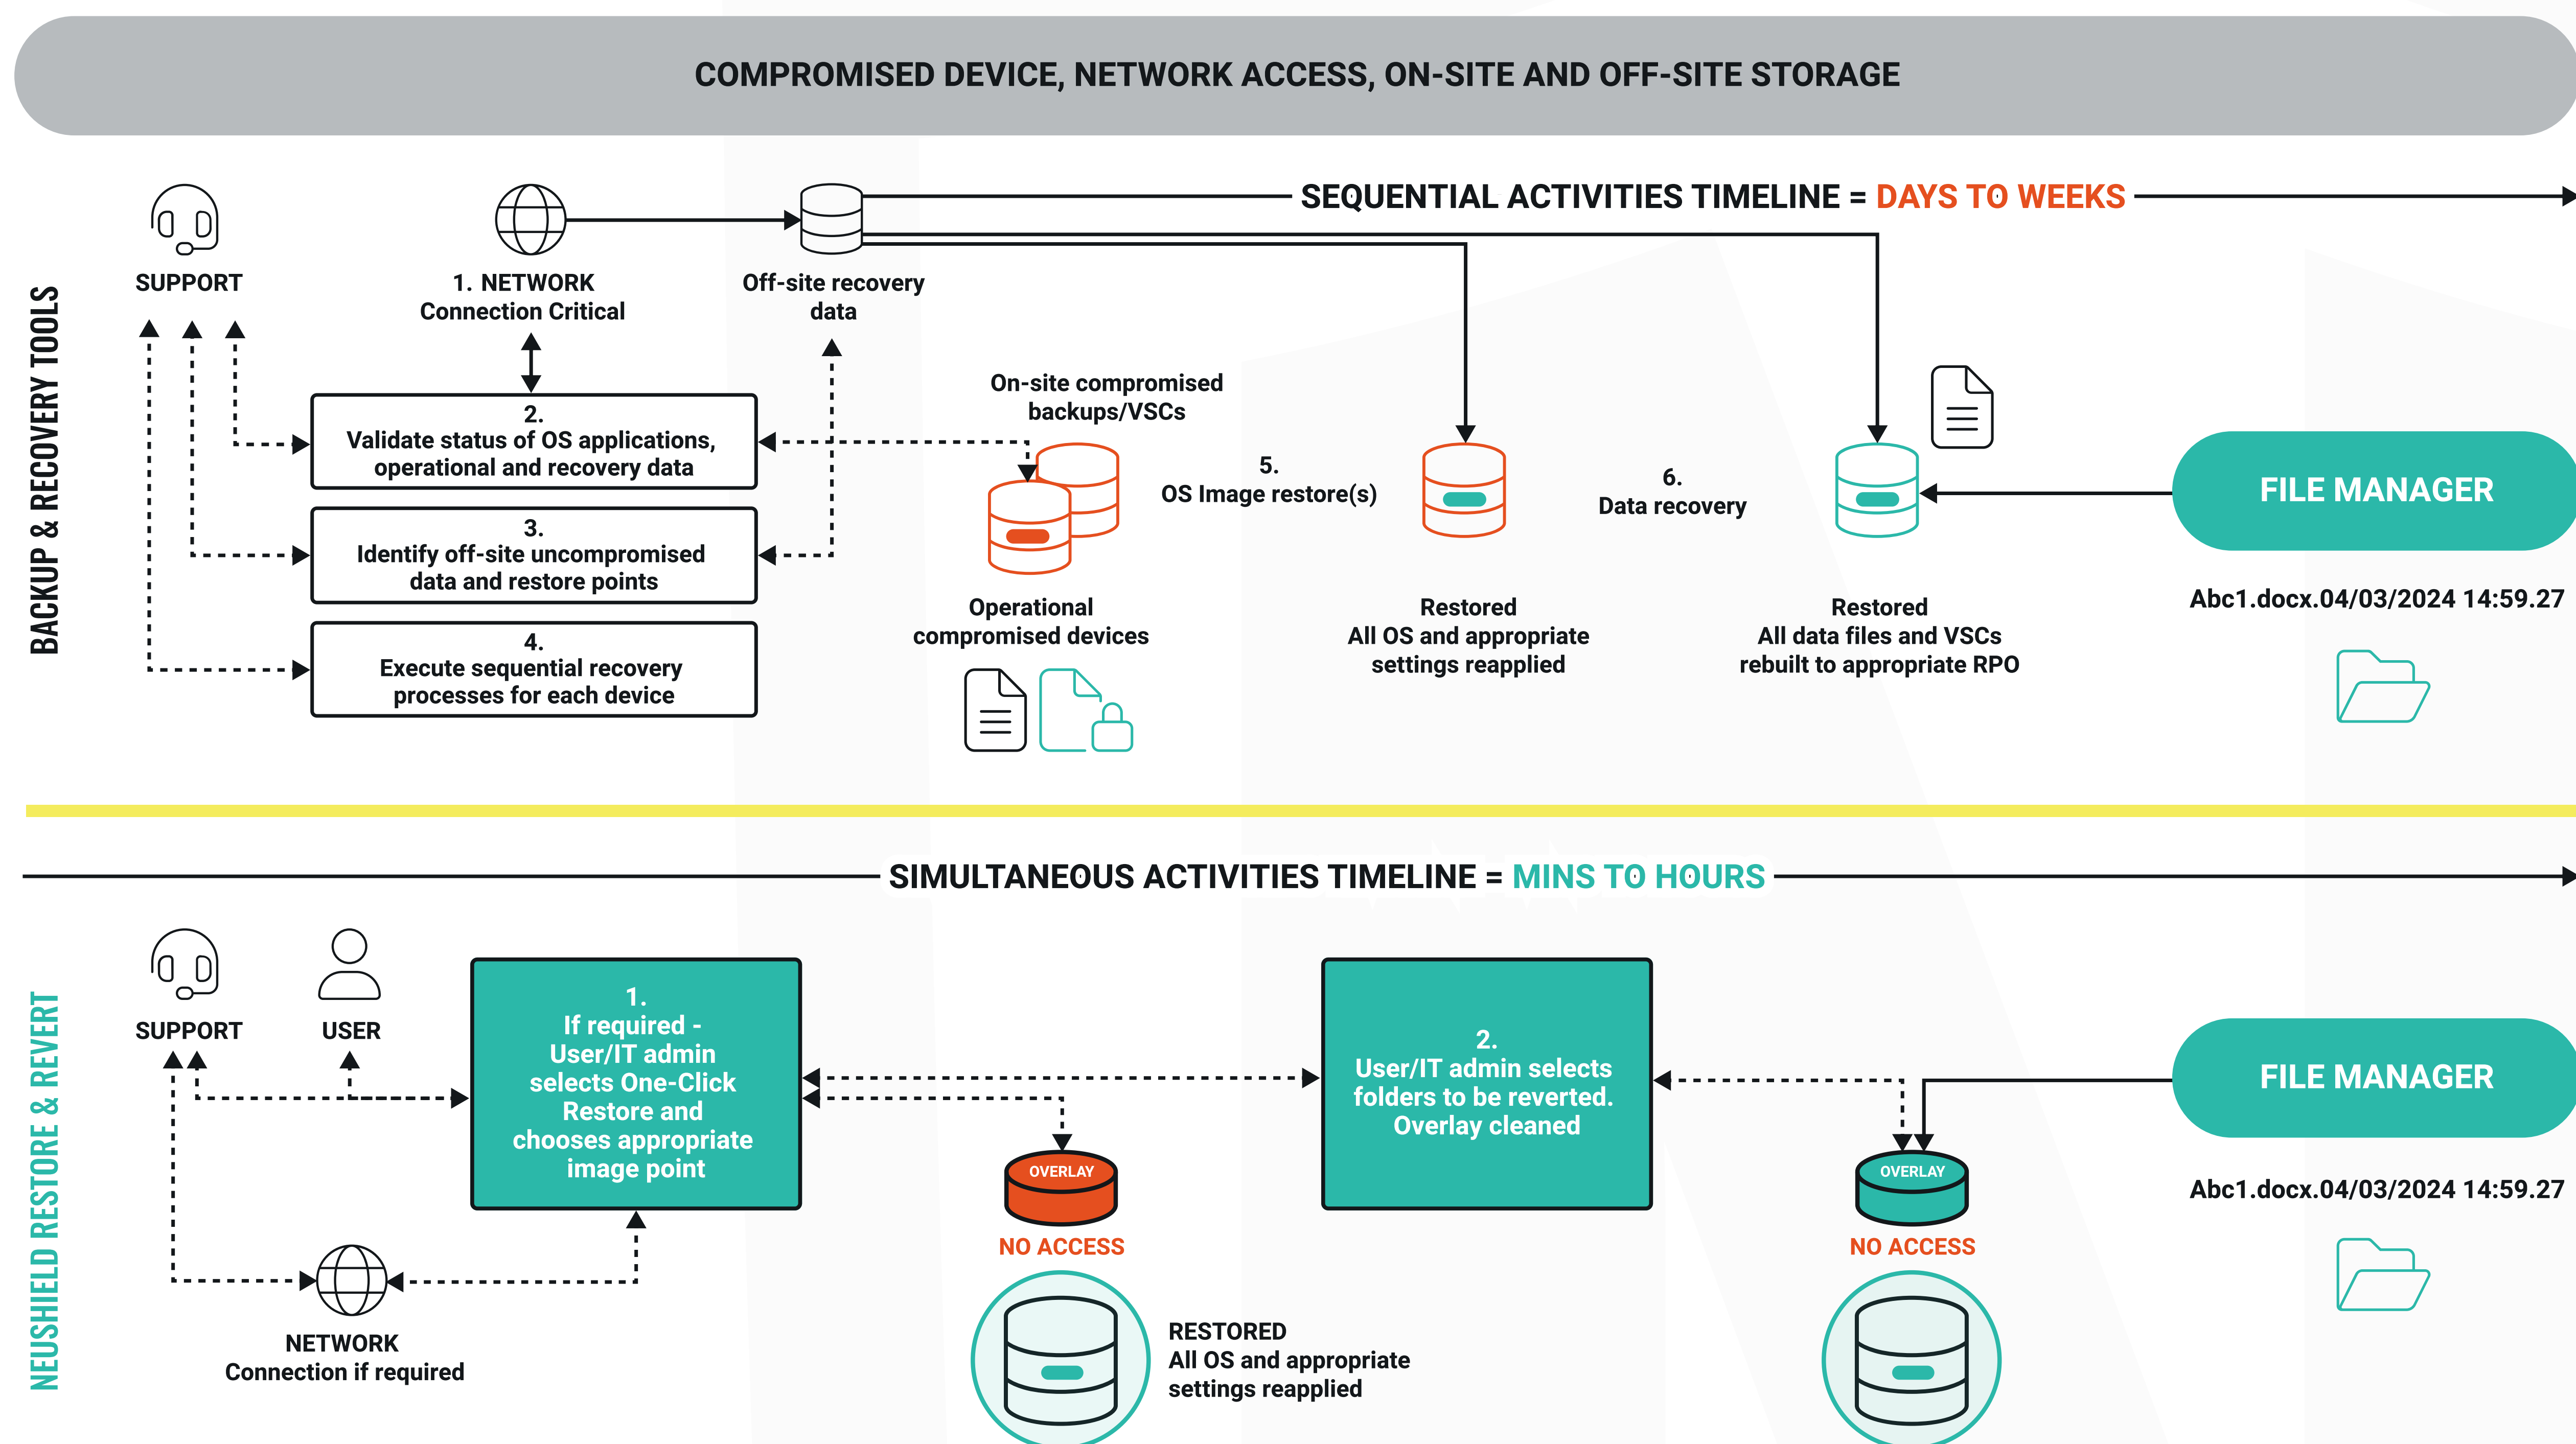 COMPROMISED DEVICE, NETWORK ACCESS, ON-SITE AND OFF-SITE STORAGE
BACKUP & RECOVERY TOOLS
SEQUENTIAL ACTIVITIES TIMELINE = DAYS TO WEEKS
SUPPORT
1. NETWORK
Connection Critical
Off-site recovery
data
2.
Validate status of OS applications,
operational and recovery data
3.
Identify off-site uncompromised
data and restore points
4.
Execute sequential recovery
processes for each device
On-site compromised
backups/VSCs
Operational
compromised devices
5.
OS Image restore(s)
Restored
All OS and appropriate
settings reapplied
6.
Data recovery
Restored
All data files and VSCs
rebuilt to appropriate RPO
FILE MANAGER
Abc1.docx.04/03/2024 14:59.27
SIMULTANEOUS ACTIVITIES TIMELINE = MINS TO HOURS
NEUSHIELD RESTORE & REVERT
SUPPORT
USER
NETWORK
Connection if required
1.
If required -
User/IT admin
selects One-Click
Restore and
chooses appropriate
image point
OVERLAY
NO ACCESS
RESTORED
All OS and appropriate
settings reapplied
2.
User/IT admin selects
folders to be reverted.
Overlay cleaned
OVERLAY
NO ACCESS
FILE MANAGER
Abc1.docx.04/03/2024 14:59.27